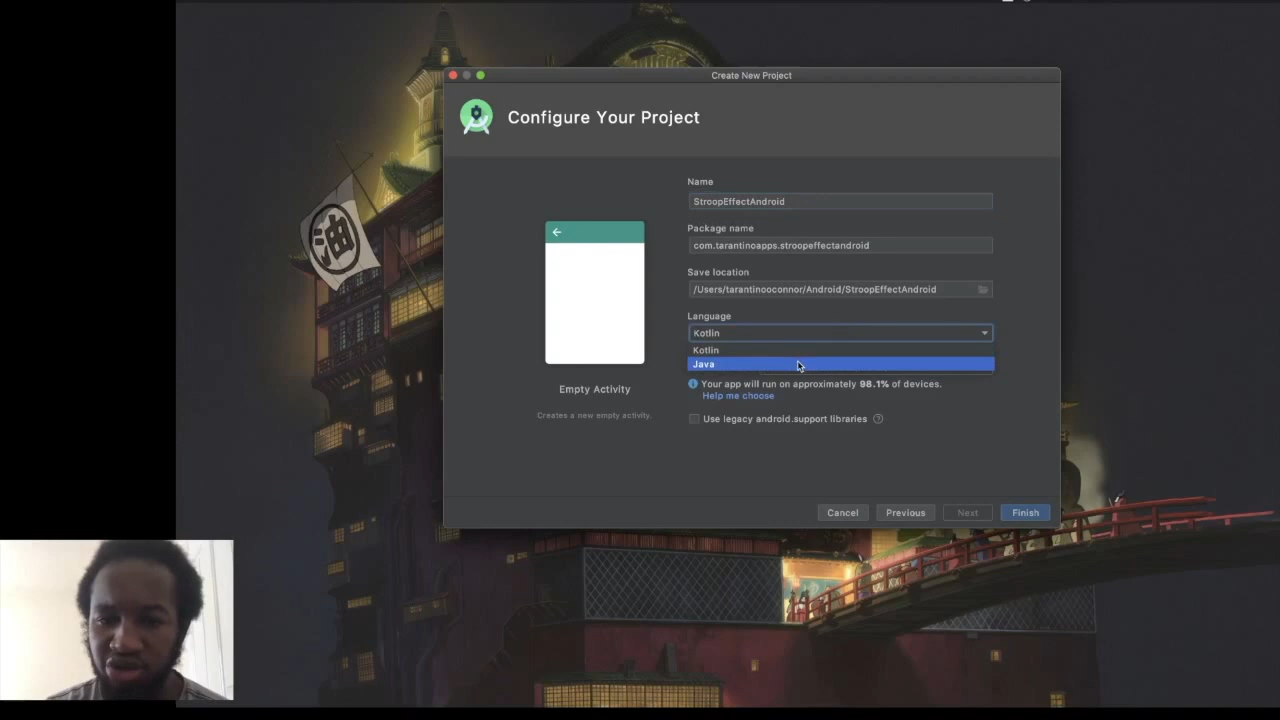 Create New Project
Configure Your Project
Name
StroopEffectAndroid
Package name
com.tarantinoapps.stroopeffectandroid
Save location
/Users/tarantinooconnor/Android/StroopEffectAndroid
Language
Kotlin
Kotlin
Java
Your app will run on approximately 98.1% of devices.
Help me choose
Use legacy android.support libraries
Empty Activity
Creates a new empty activity.
Cancel
Previous
Next
Finish
油